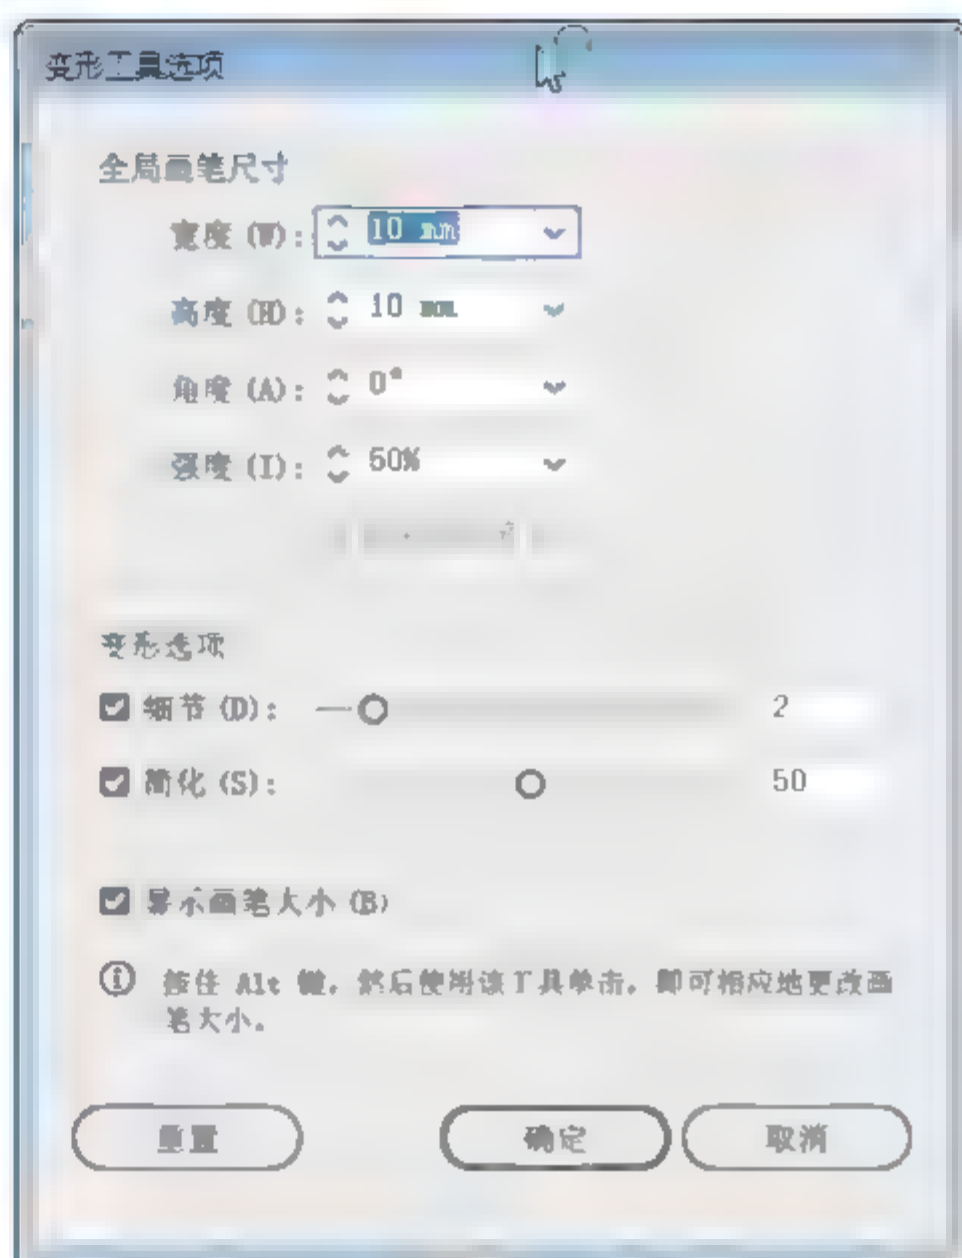 变形工具选项
全局画笔尺寸
宽度 (W): 10 mm
高度 (H): 10 mm
角度 (A): 0°
强度 (I): 50%
变形选项
细节 (D): 2
简化 (S): 50
显示画笔大小 (B)
按住 Alt 键，然后使用该工具单击，即可相应地更改画
笔大小。
重置 确定 取消